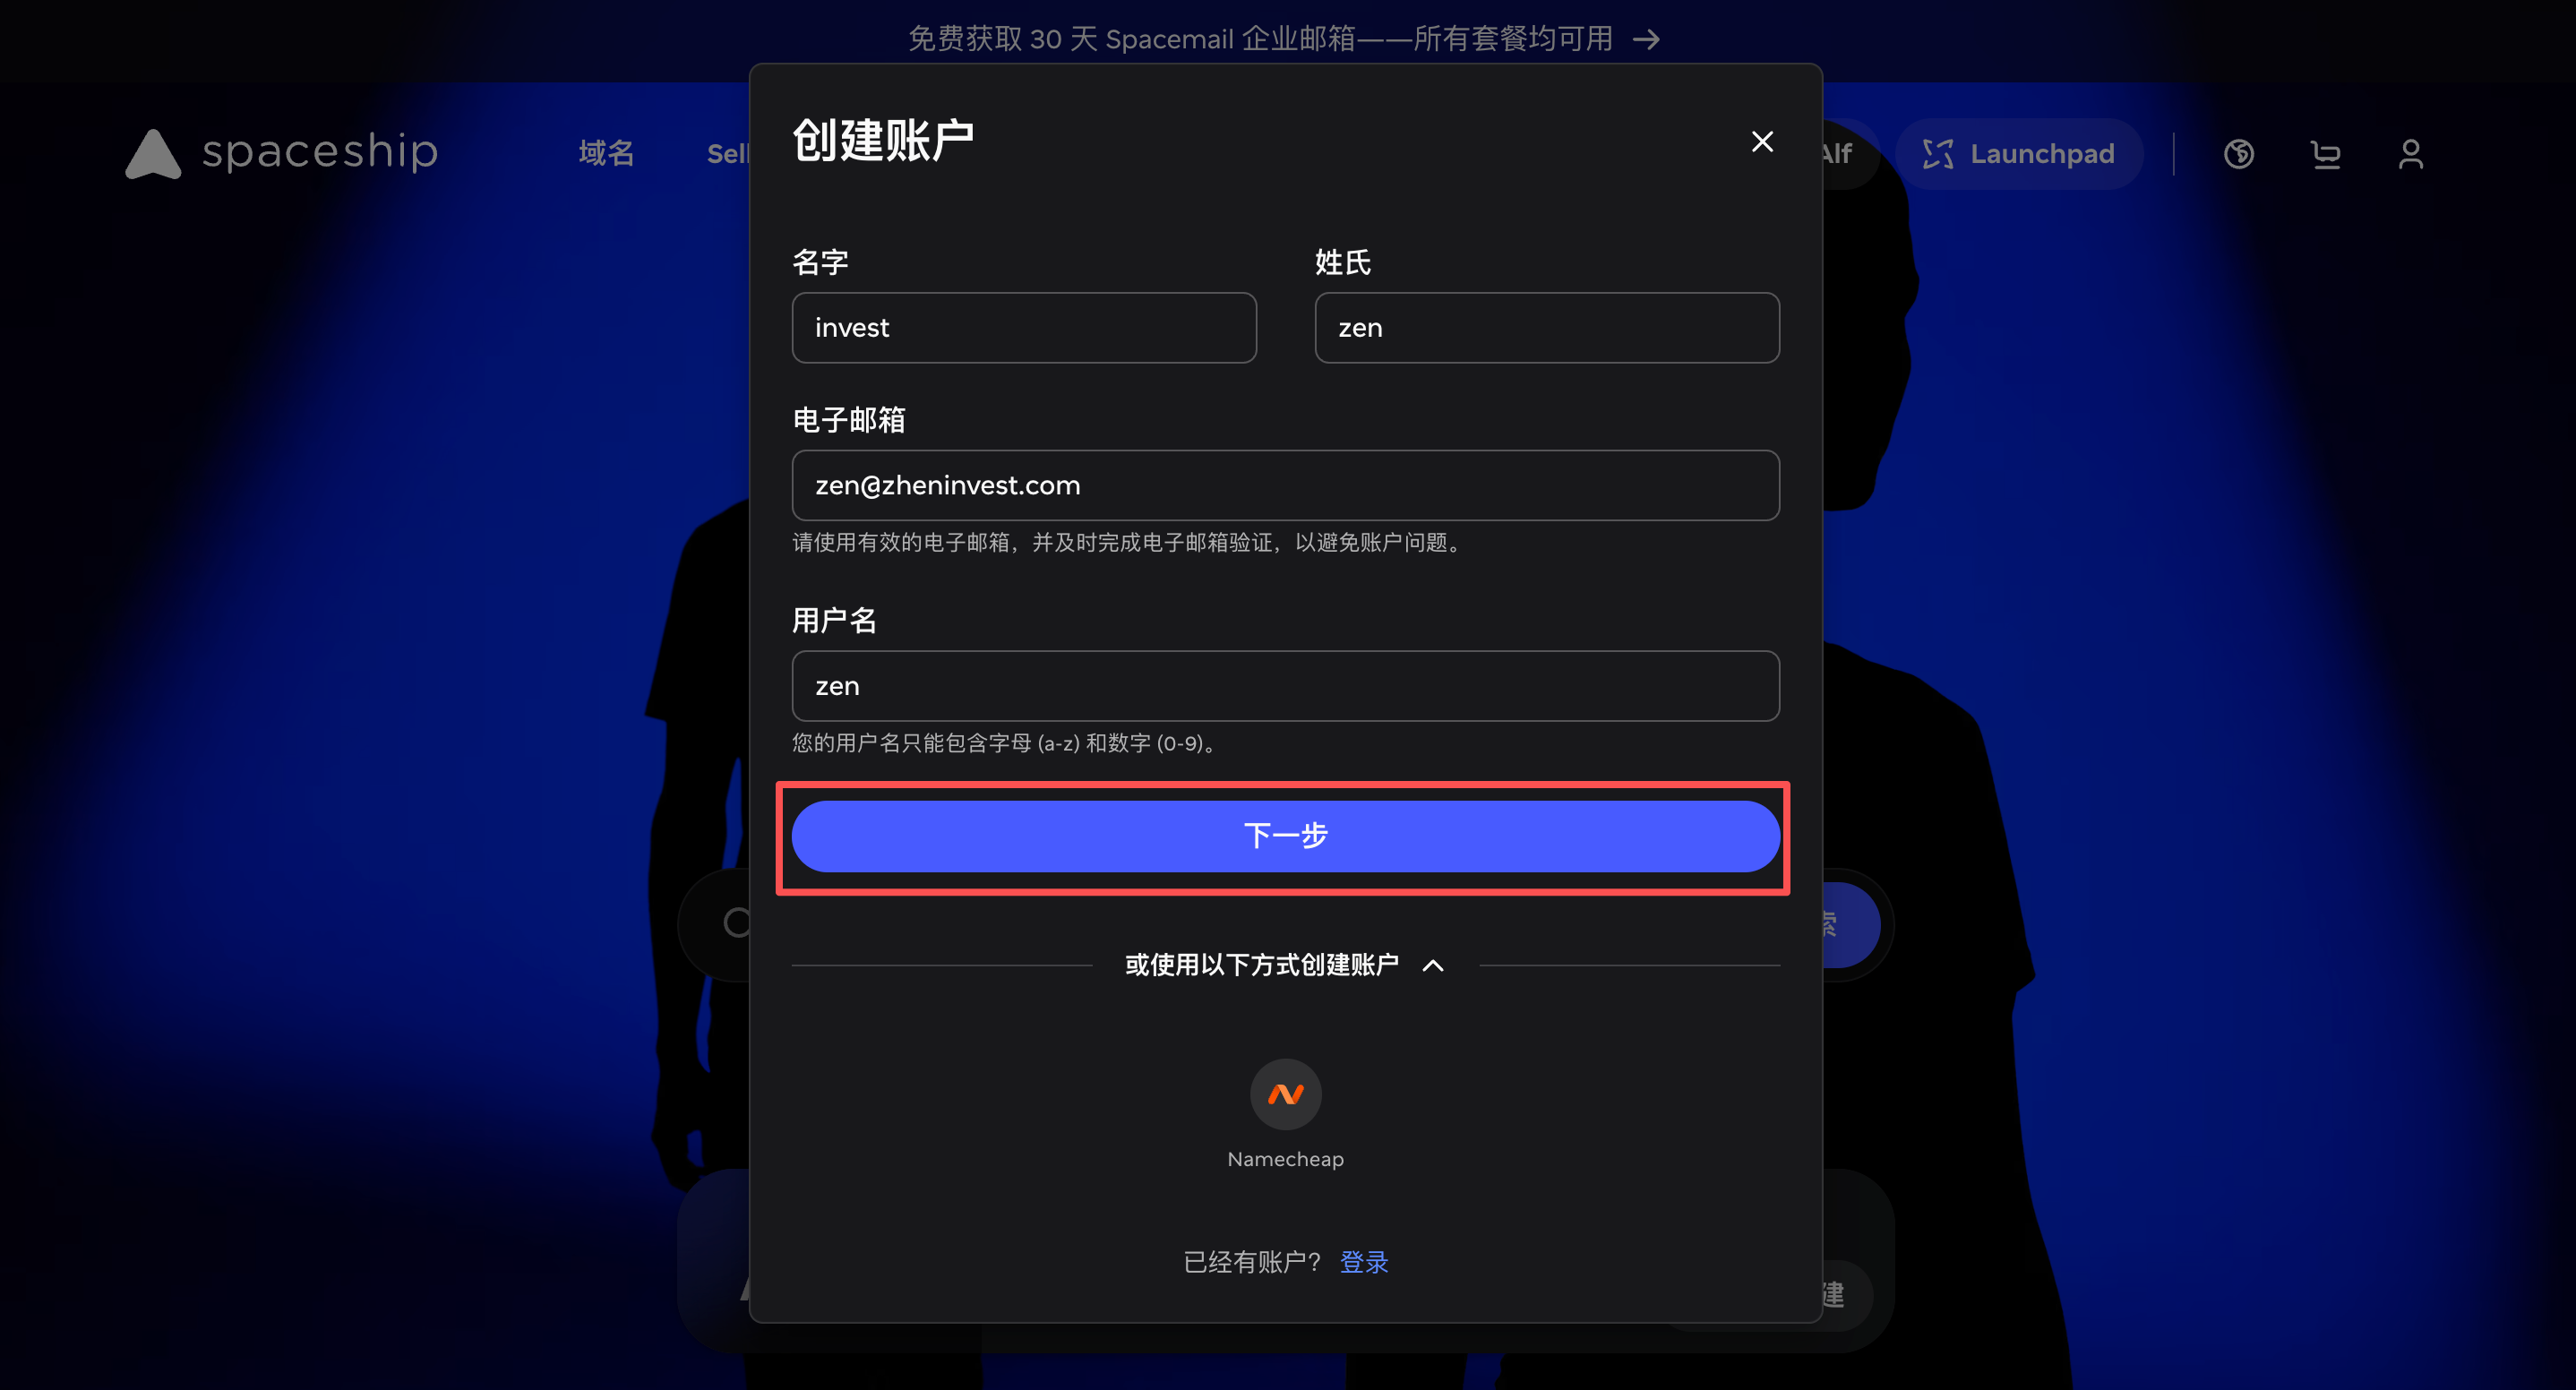 免费获取 30 天 Spacemail 企业邮箱——所有套餐均可用 →
spaceship
域名
Sell
Alf
Launchpad
创建账户
名字
姓氏
invest
zen
电子邮箱
zen@zheninvest.com
请使用有效的电子邮箱，并及时完成电子邮箱验证，以避免账户问题。
用户名
zen
您的用户名只能包含字母 (a-z) 和数字 (0-9)。
下一步
索
或使用以下方式创建账户
Namecheap
已经有账户？ 登录
建